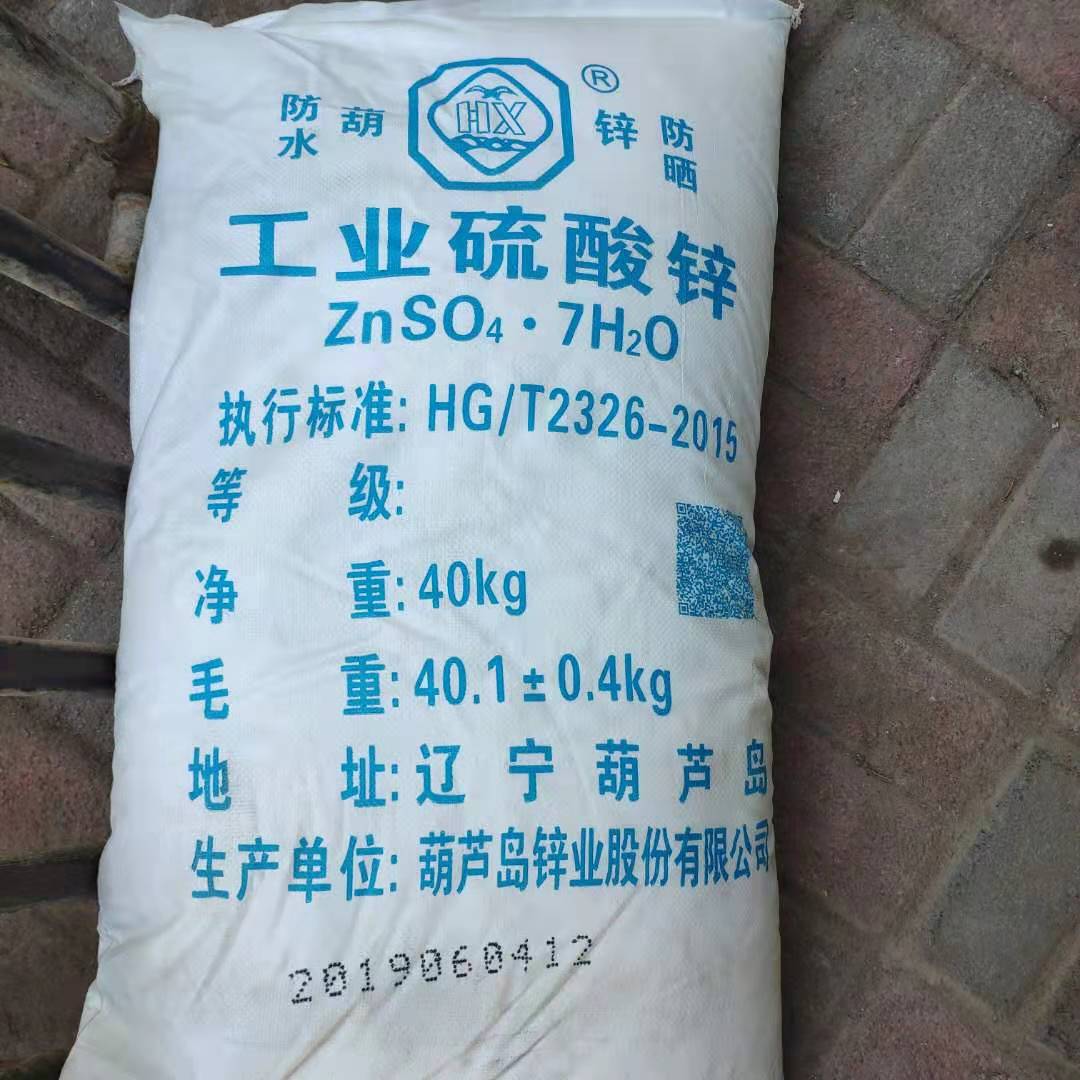 防水 葫 HX ® 锌 防晒
工业硫酸锌
ZnSO₄·7H₂O
执行标准: HG/T2326-2015
等级:
净重: 40kg
毛重: 40.1±0.4kg
地址: 辽宁葫芦岛
生产单位: 葫芦岛锌业股份有限公司
2019060412